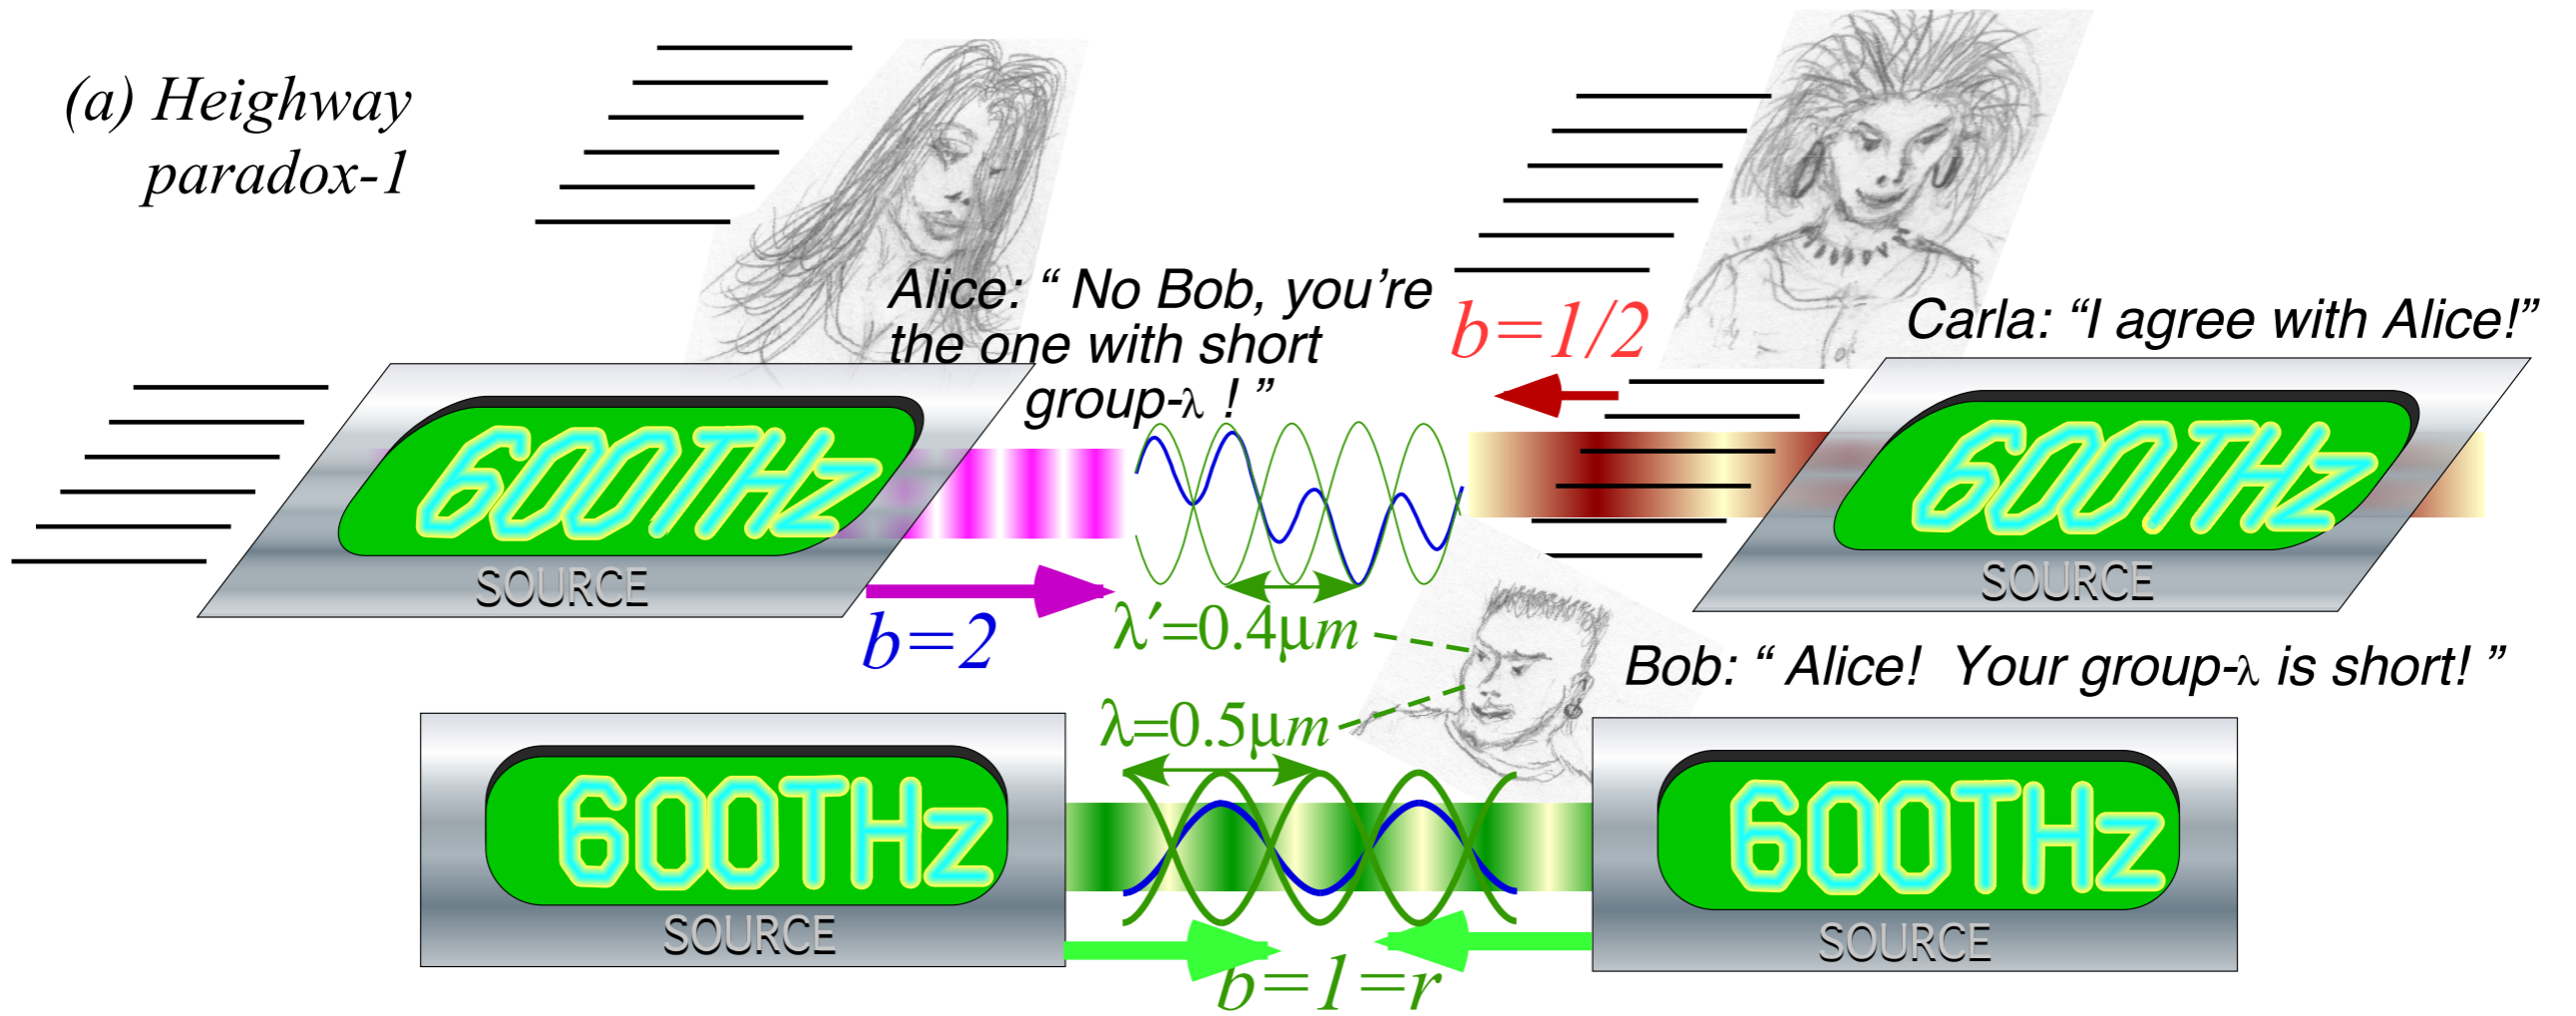 (a) Heighway
paradox-1
Alice: “ No Bob, you’re
the one with short
group-λ ! ”
b=1/2
Carla: “I agree with Alice!”
600THz
SOURCE
600THz
SOURCE
b=2
λ′=0.4μm
Bob: “ Alice! Your group-λ is short! ”
λ=0.5μm
600THz
SOURCE
600THz
SOURCE
b=1=r